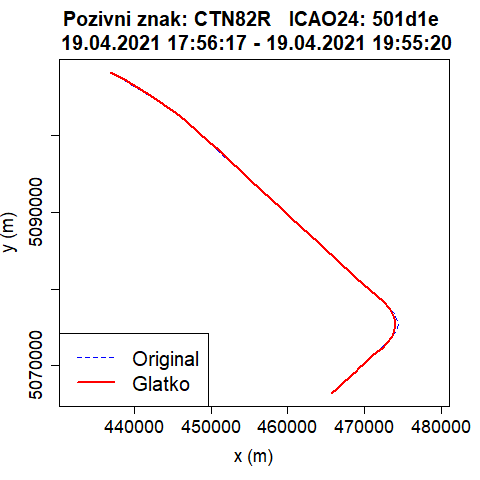 Pozivni znak: CTN82R ICAO24: 501d1e
19.04.2021 17:56:17 - 19.04.2021 19:55:20
y (m)
5090000
5070000
Original
Glatko
440000 450000 460000 470000 480000
x (m)